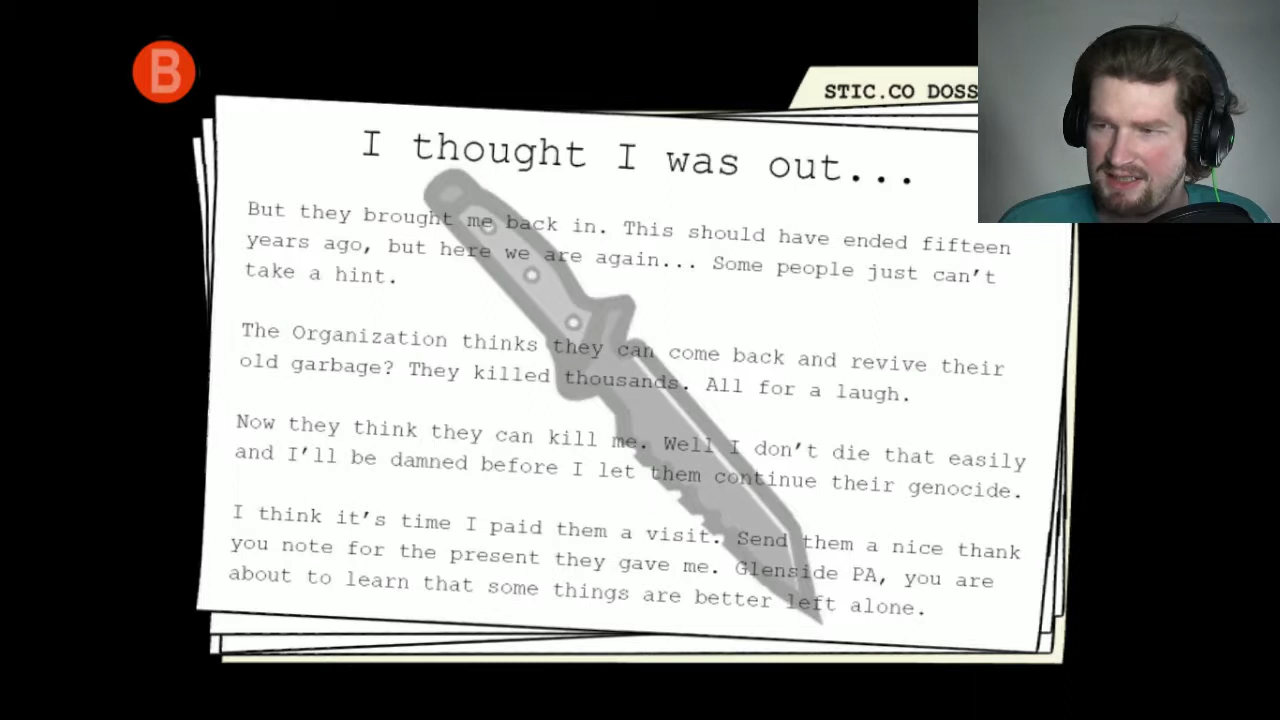 B
STIC.CO DOSS
I thought I was out...
But they brought me back in. This should have ended fifteen
years ago, but here we are again... Some people just can't
take a hint.
The Organization thinks they can come back and revive their
old garbage? They killed thousands. All for a laugh.
Now they think they can kill me. Well I don't die that easily
and I'll be damned before I let them continue their genocide.
I think it's time I paid them a visit. Send them a nice thank
you note for the present they gave me. Glenside PA, you are
about to learn that some things are better left alone.